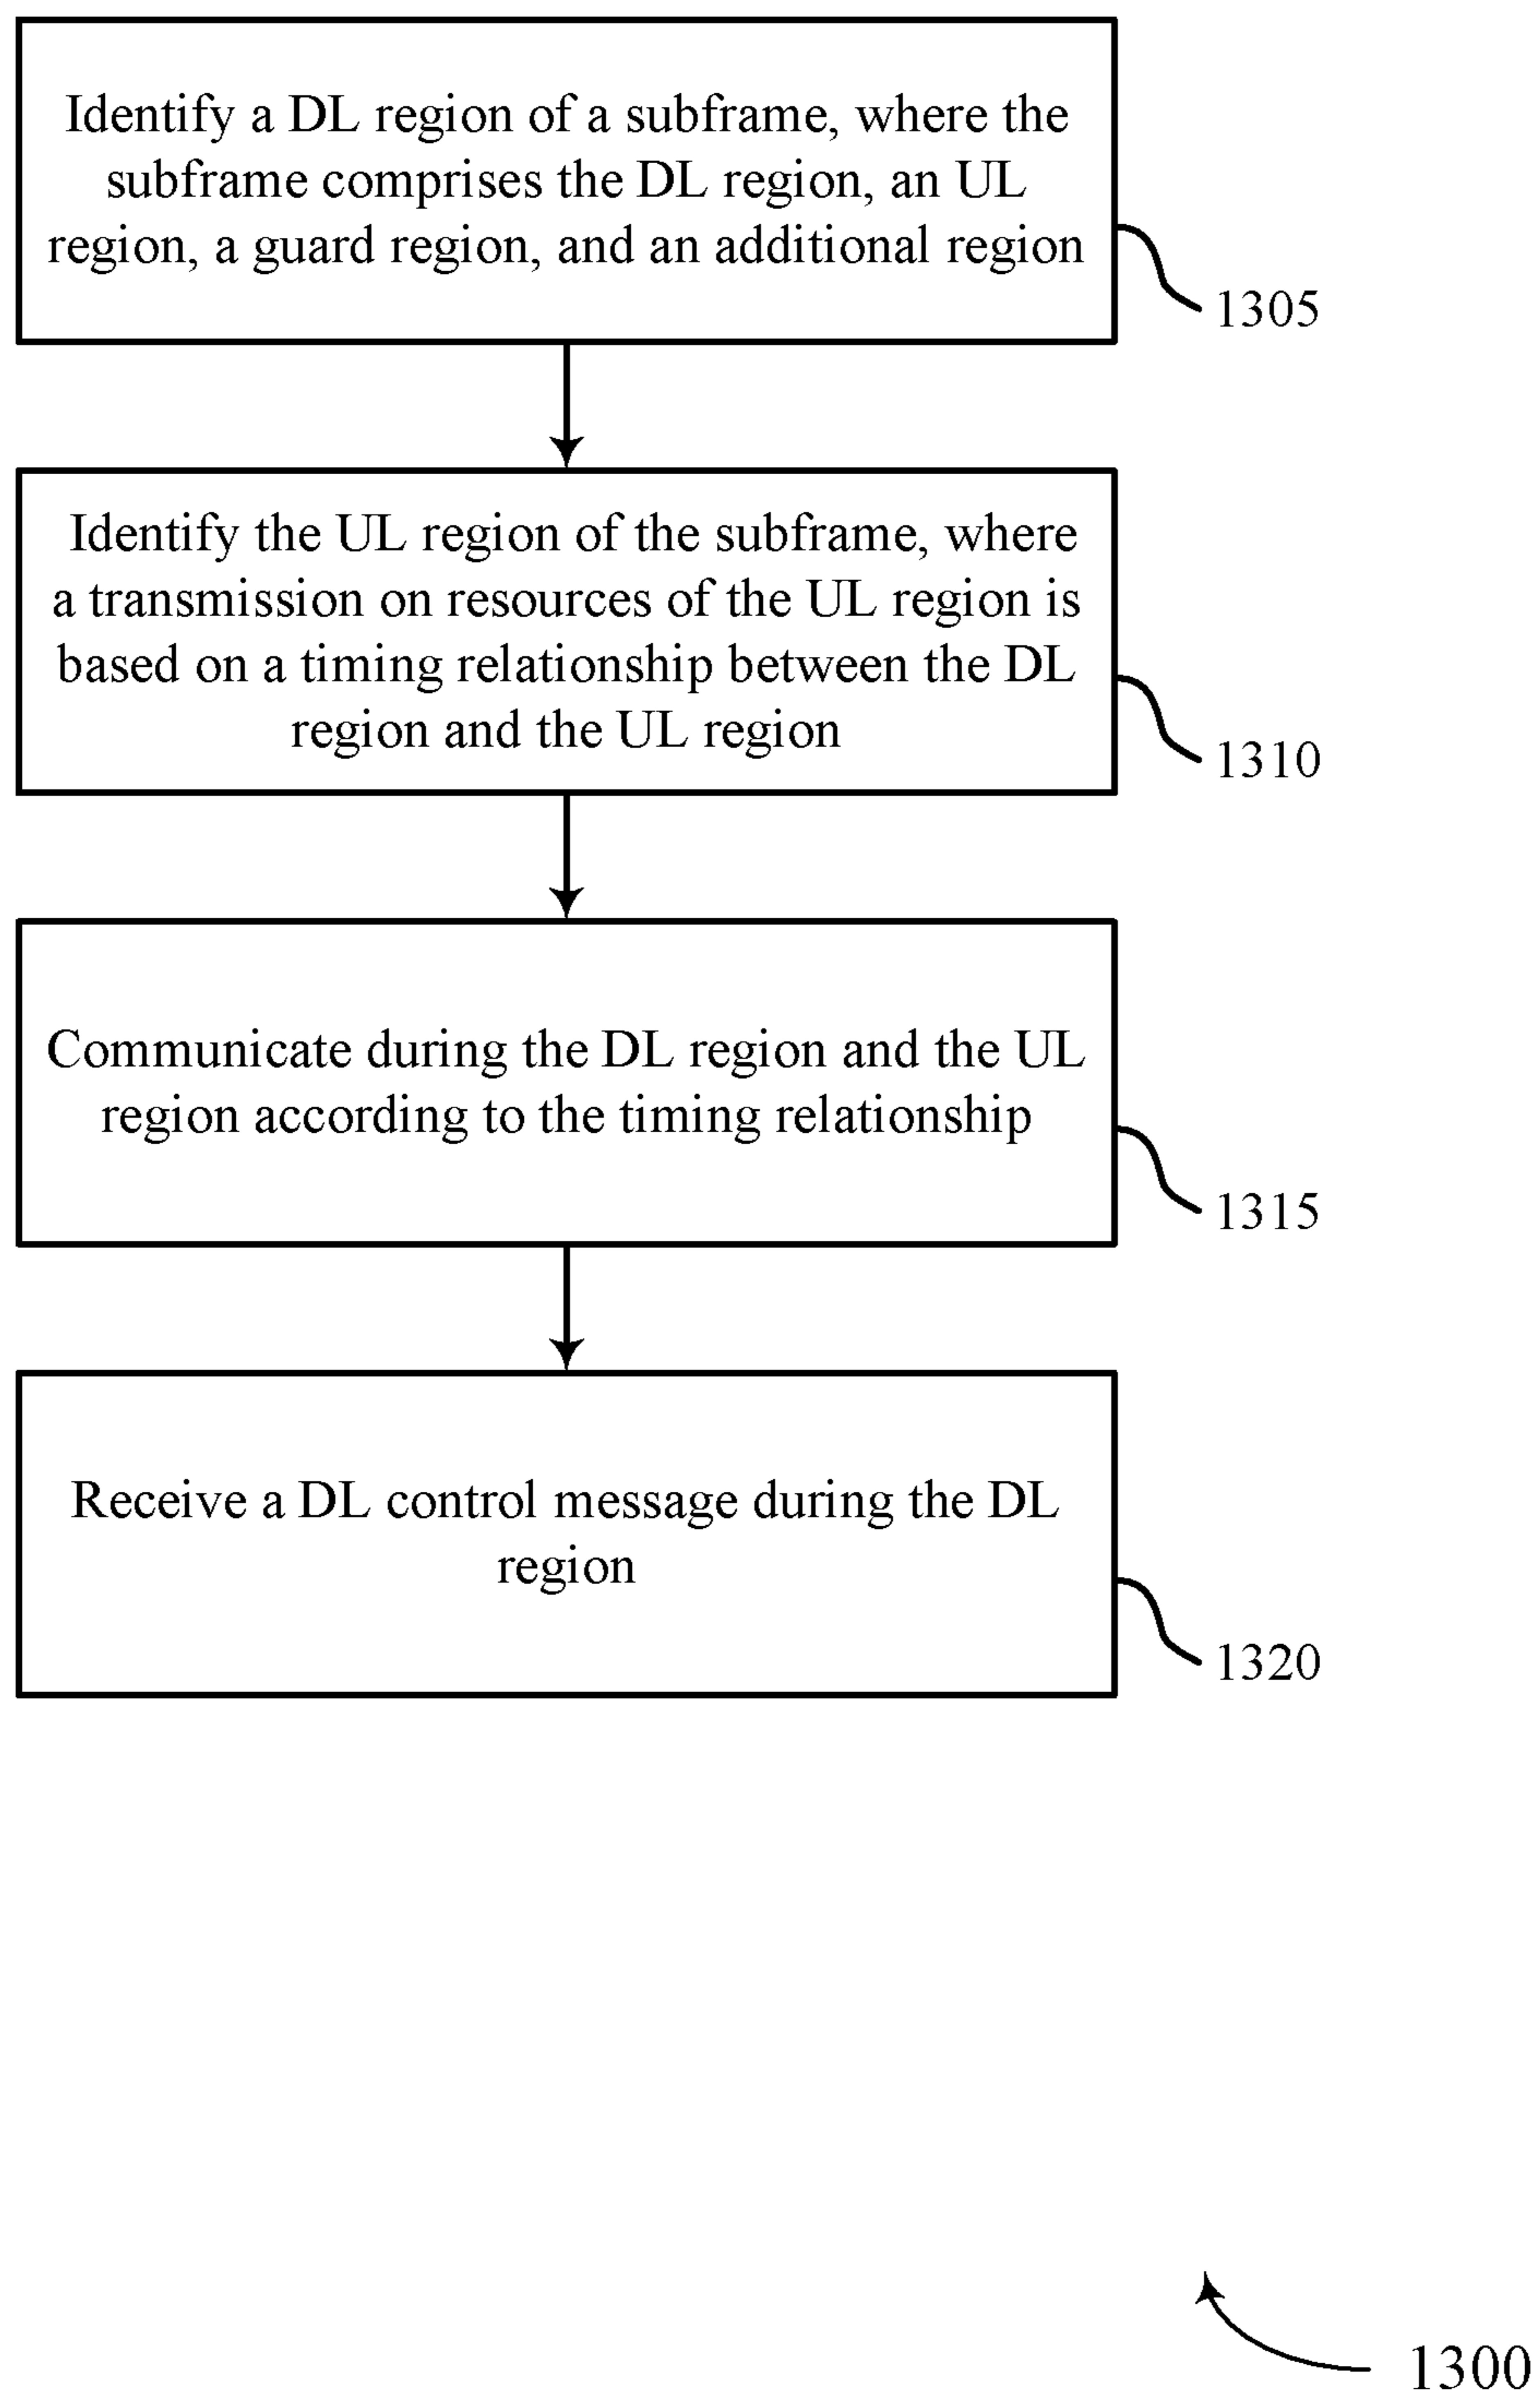 Identify a DL region of a subframe, where the
subframe comprises the DL region, an UL
region, a guard region, and an additional region
1305
Identify the UL region of the subframe, where
a transmission on resources of the UL region is
based on a timing relationship between the DL
region and the UL region
1310
Communicate during the DL region and the UL
region according to the timing relationship
1315
Receive a DL control message during the DL
region
1320
1300